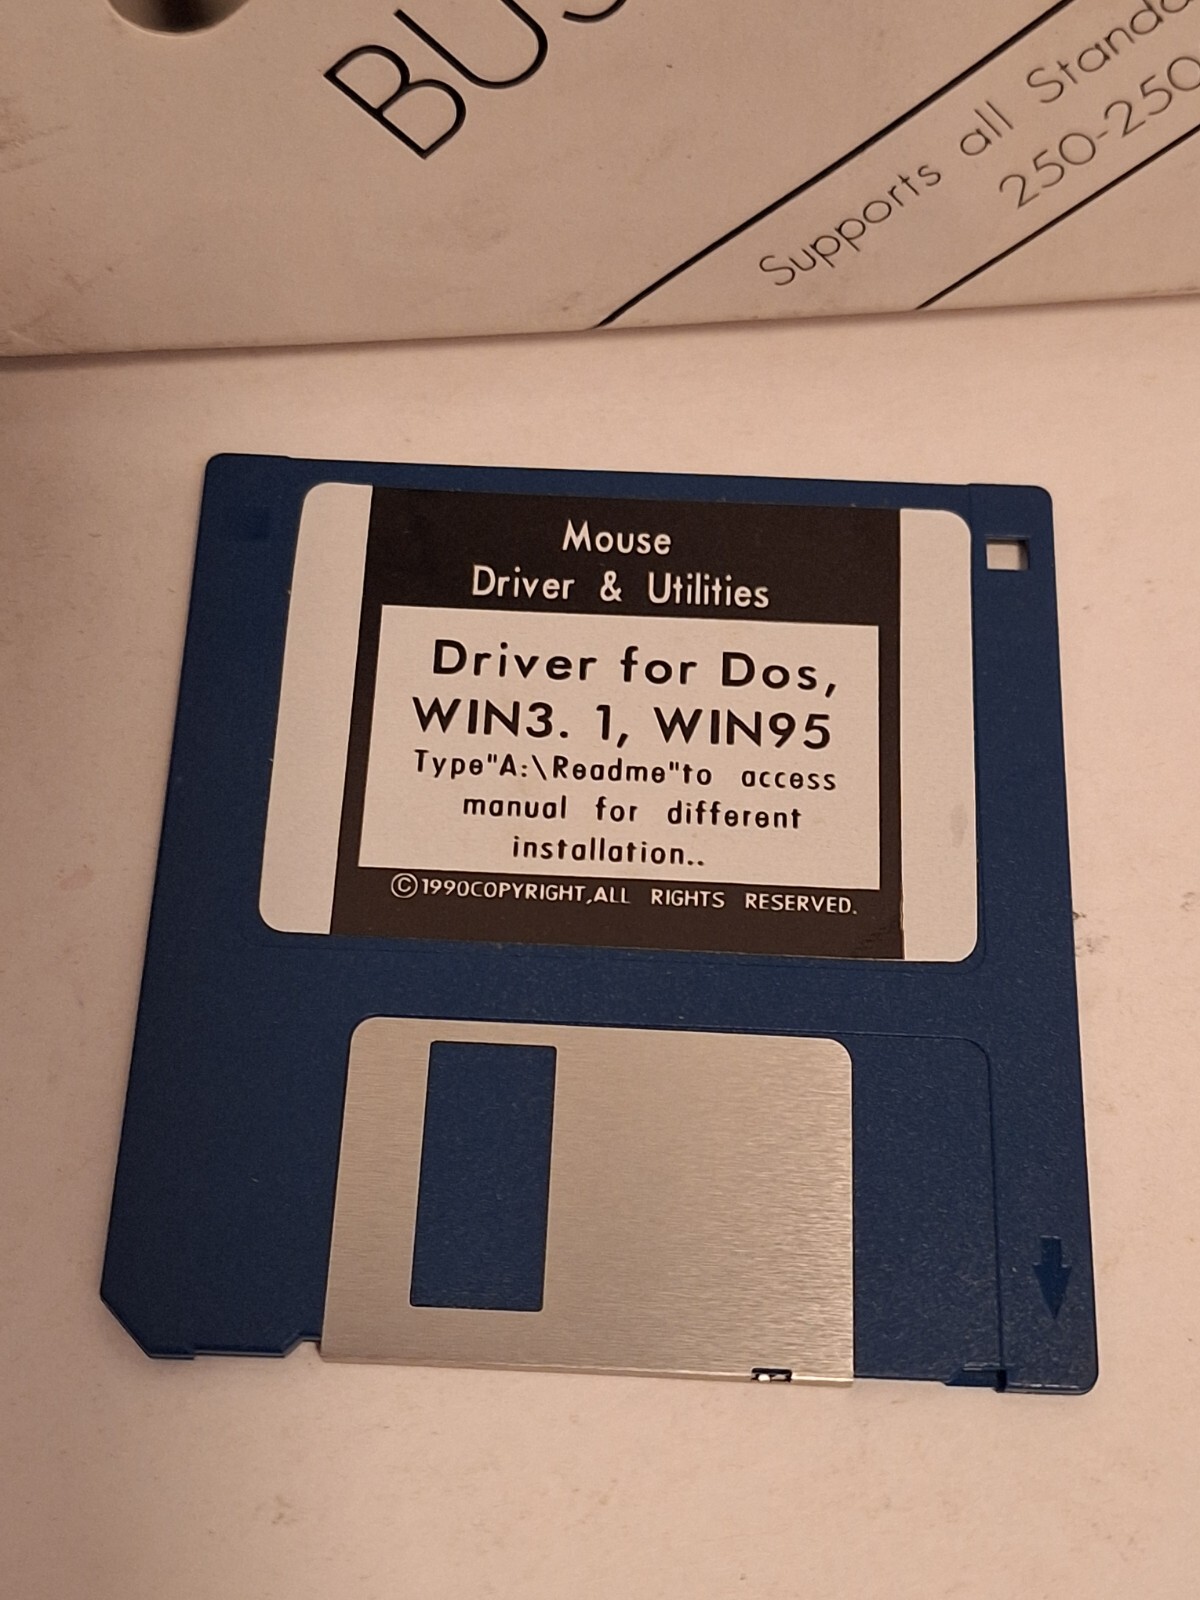 Supports all
250-250
Mouse
Driver & Utilities
Driver for Dos,
WIN3. 1, WIN95
Type"A:\Readme"to access
manual for different
installation..
©1990COPYRIGHT,ALL RIGHTS RESERVED.